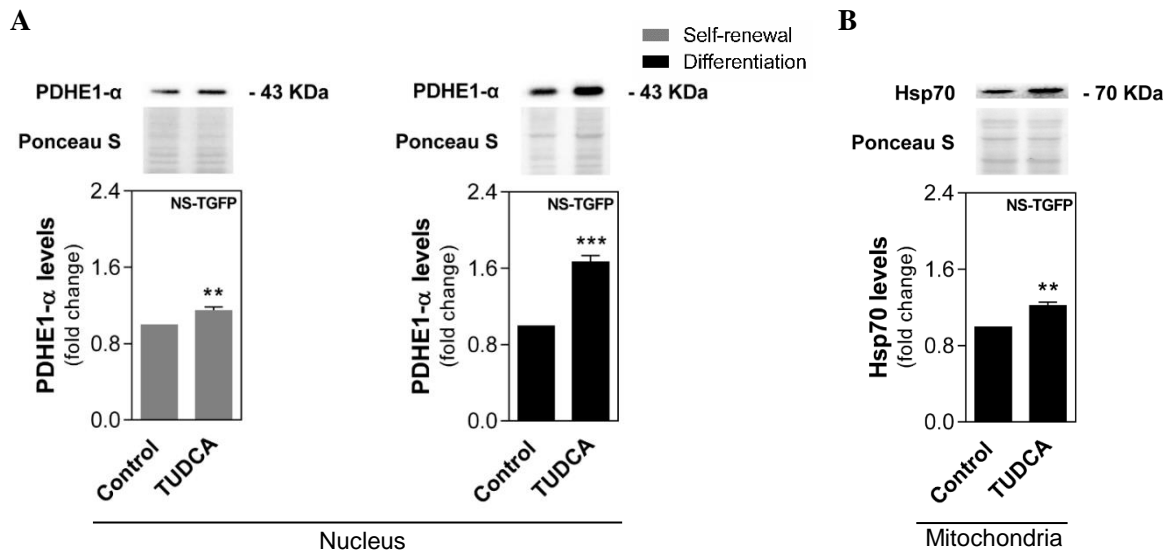 A
B
Self-renewal
Differentiation
PDHE1-α
- 43 KDa
Ponceau S
2.4
1.6
0.8
0.0
PDHE1-α levels
(fold change)
NS-TGFP
**
Control
TUDCA
PDHE1-α
- 43 KDa
Ponceau S
2.4
1.6
0.8
0.0
PDHE1-α levels
(fold change)
NS-TGFP
***
Control
TUDCA
Nucleus
Hsp70
- 70 KDa
Ponceau S
2.4
1.6
0.8
0.0
Hsp70 levels
(fold change)
NS-TGFP
**
Control
TUDCA
Mitochondria